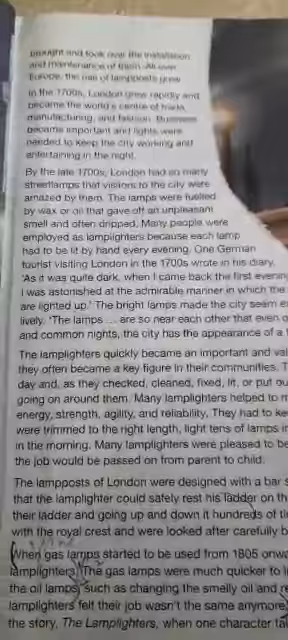 brought and took over the installation
and maintenance of them. All over
Europe, the use of lampposts grew.
In the 1700s, London grew rapidly and
became the world's centre of trade,
manufacturing, and fashion. Business
became important and lights were
needed to keep the city working and
entertaining in the night.
By the late 1700s, London had so many
streetlamps that visitors to the city were
amazed by them. The lamps were fuelled
by wax or oil that gave off an unpleasant
smell and often dripped. Many people were
employed as lamplighters because each lamp
had to be lit by hand every evening. One German
tourist visiting London in the 1700s wrote in his diary,
'As it was quite dark, when I came back the first evening
I was astonished at the admirable manner in which the
are lighted up.' The bright lamps made the city seem
lively. 'The lamps ... are so near each other that even
and common nights, the city has the appearance of a
The lamplighters quickly became an important and
they often became a key figure in their communities.
day and, as they checked, cleaned, fixed, lit, or put
going on around them. Many lamplighters helped to
energy, strength, agility, and reliability. They had to
were trimmed to the right length, light tens of lamps
in the morning. Many lamplighters were pleased to
the job would be passed on from parent to child.
The lampposts of London were designed with a bar
that the lamplighter could safely rest his ladder on
their ladder and going up and down it hundreds of
with the royal crest and were looked after carefully
When gas lamps started to be used from 1805
lamplighters. The gas lamps were much quicker to
the oil lamps, such as changing the smelly oil and
lamplighters felt their job wasn't the same anymore
the story, The Lamplighters, when one character